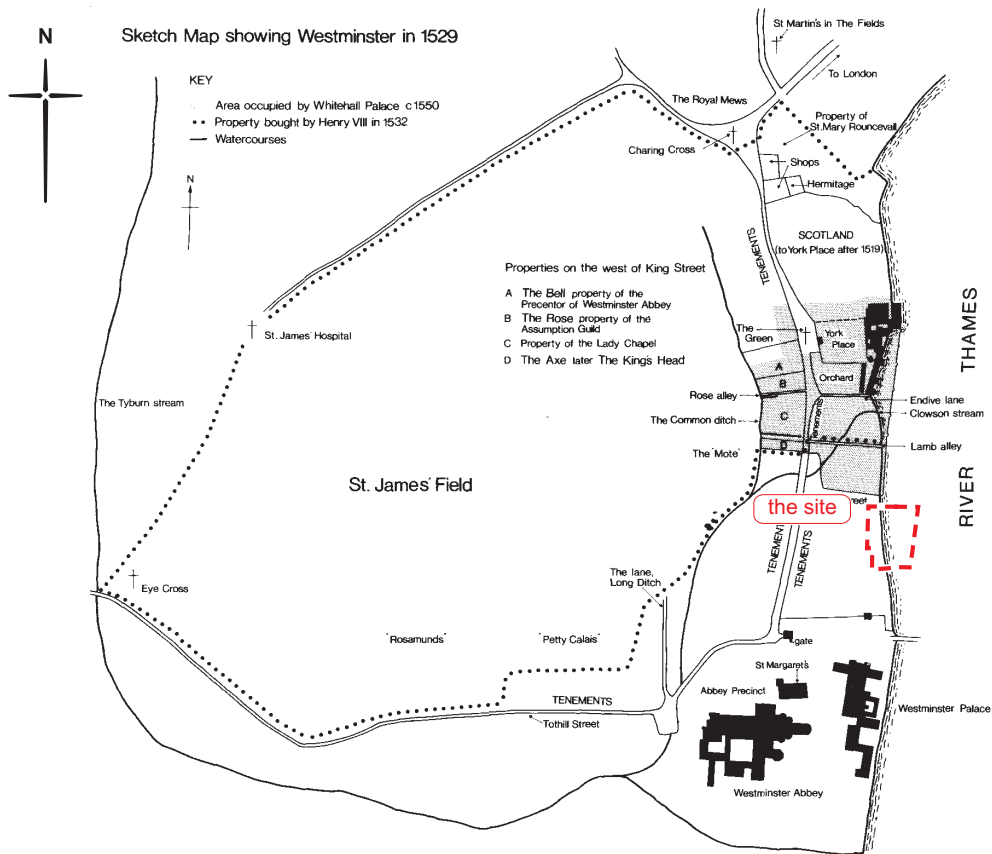 N
Sketch Map showing Westminster in 1529
KEY
Area occupied by Whitehall Palace c1550
Property bought by Henry VIII in 1532
Watercourses
N
St Martin's in The Fields
To London
The Royal Mews
Property of
St. Mary Rouncevall
Charing Cross
Shops
Hermitage
SCOTLAND
(to York Place after 1519)
TENEMENTS
Properties on the west of King Street
A The Bell property of the
Precentor of Westminster Abbey
B The Rose property of the
Assumption Guild
C Property of the Lady Chapel
D The Axe later The King's Head
St. James' Hospital
The
Green
York
Place
THAMES
A
B
Orchard
Rose alley
Endive lane
The Tyburn stream
Tenements
Clowson stream
The Common ditch
C
D
Lamb alley
The 'Mote'
St. James' Field
RIVER
the site
TENEMENTS
TENEMENTS
The lane,
Long Ditch
Eye Cross
'Rosamunds'
'Petty Calais'
gate
St Margaret's
Abbey Precinct
TENEMENTS
Tothill Street
Westminster Palace
Westminster Abbey